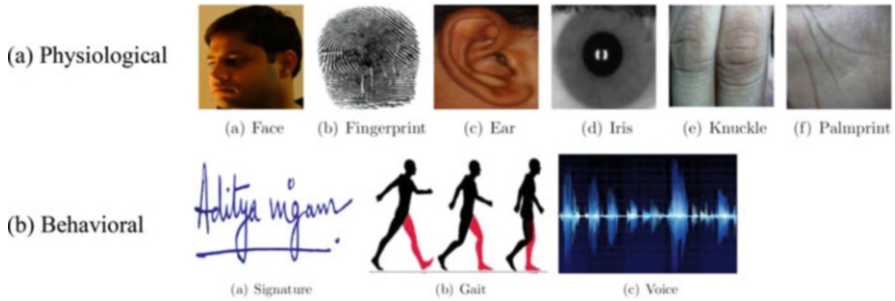 (a) Physiological
(a) Face
(b) Fingerprint
(c) Ear
(d) Iris
(e) Knuckle
(f) Palmprint
(b) Behavioral
Aditya nigam
(a) Signature
(b) Gait
(c) Voice